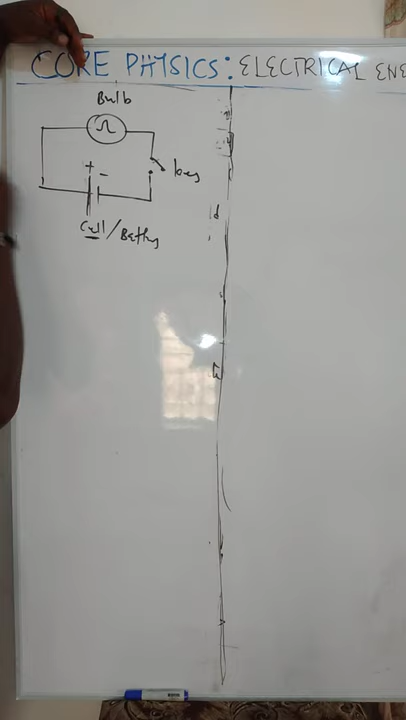 CORE PHYSICS: ELECTRICAL ENE
Bulb
+
-
key
Cell/Battery